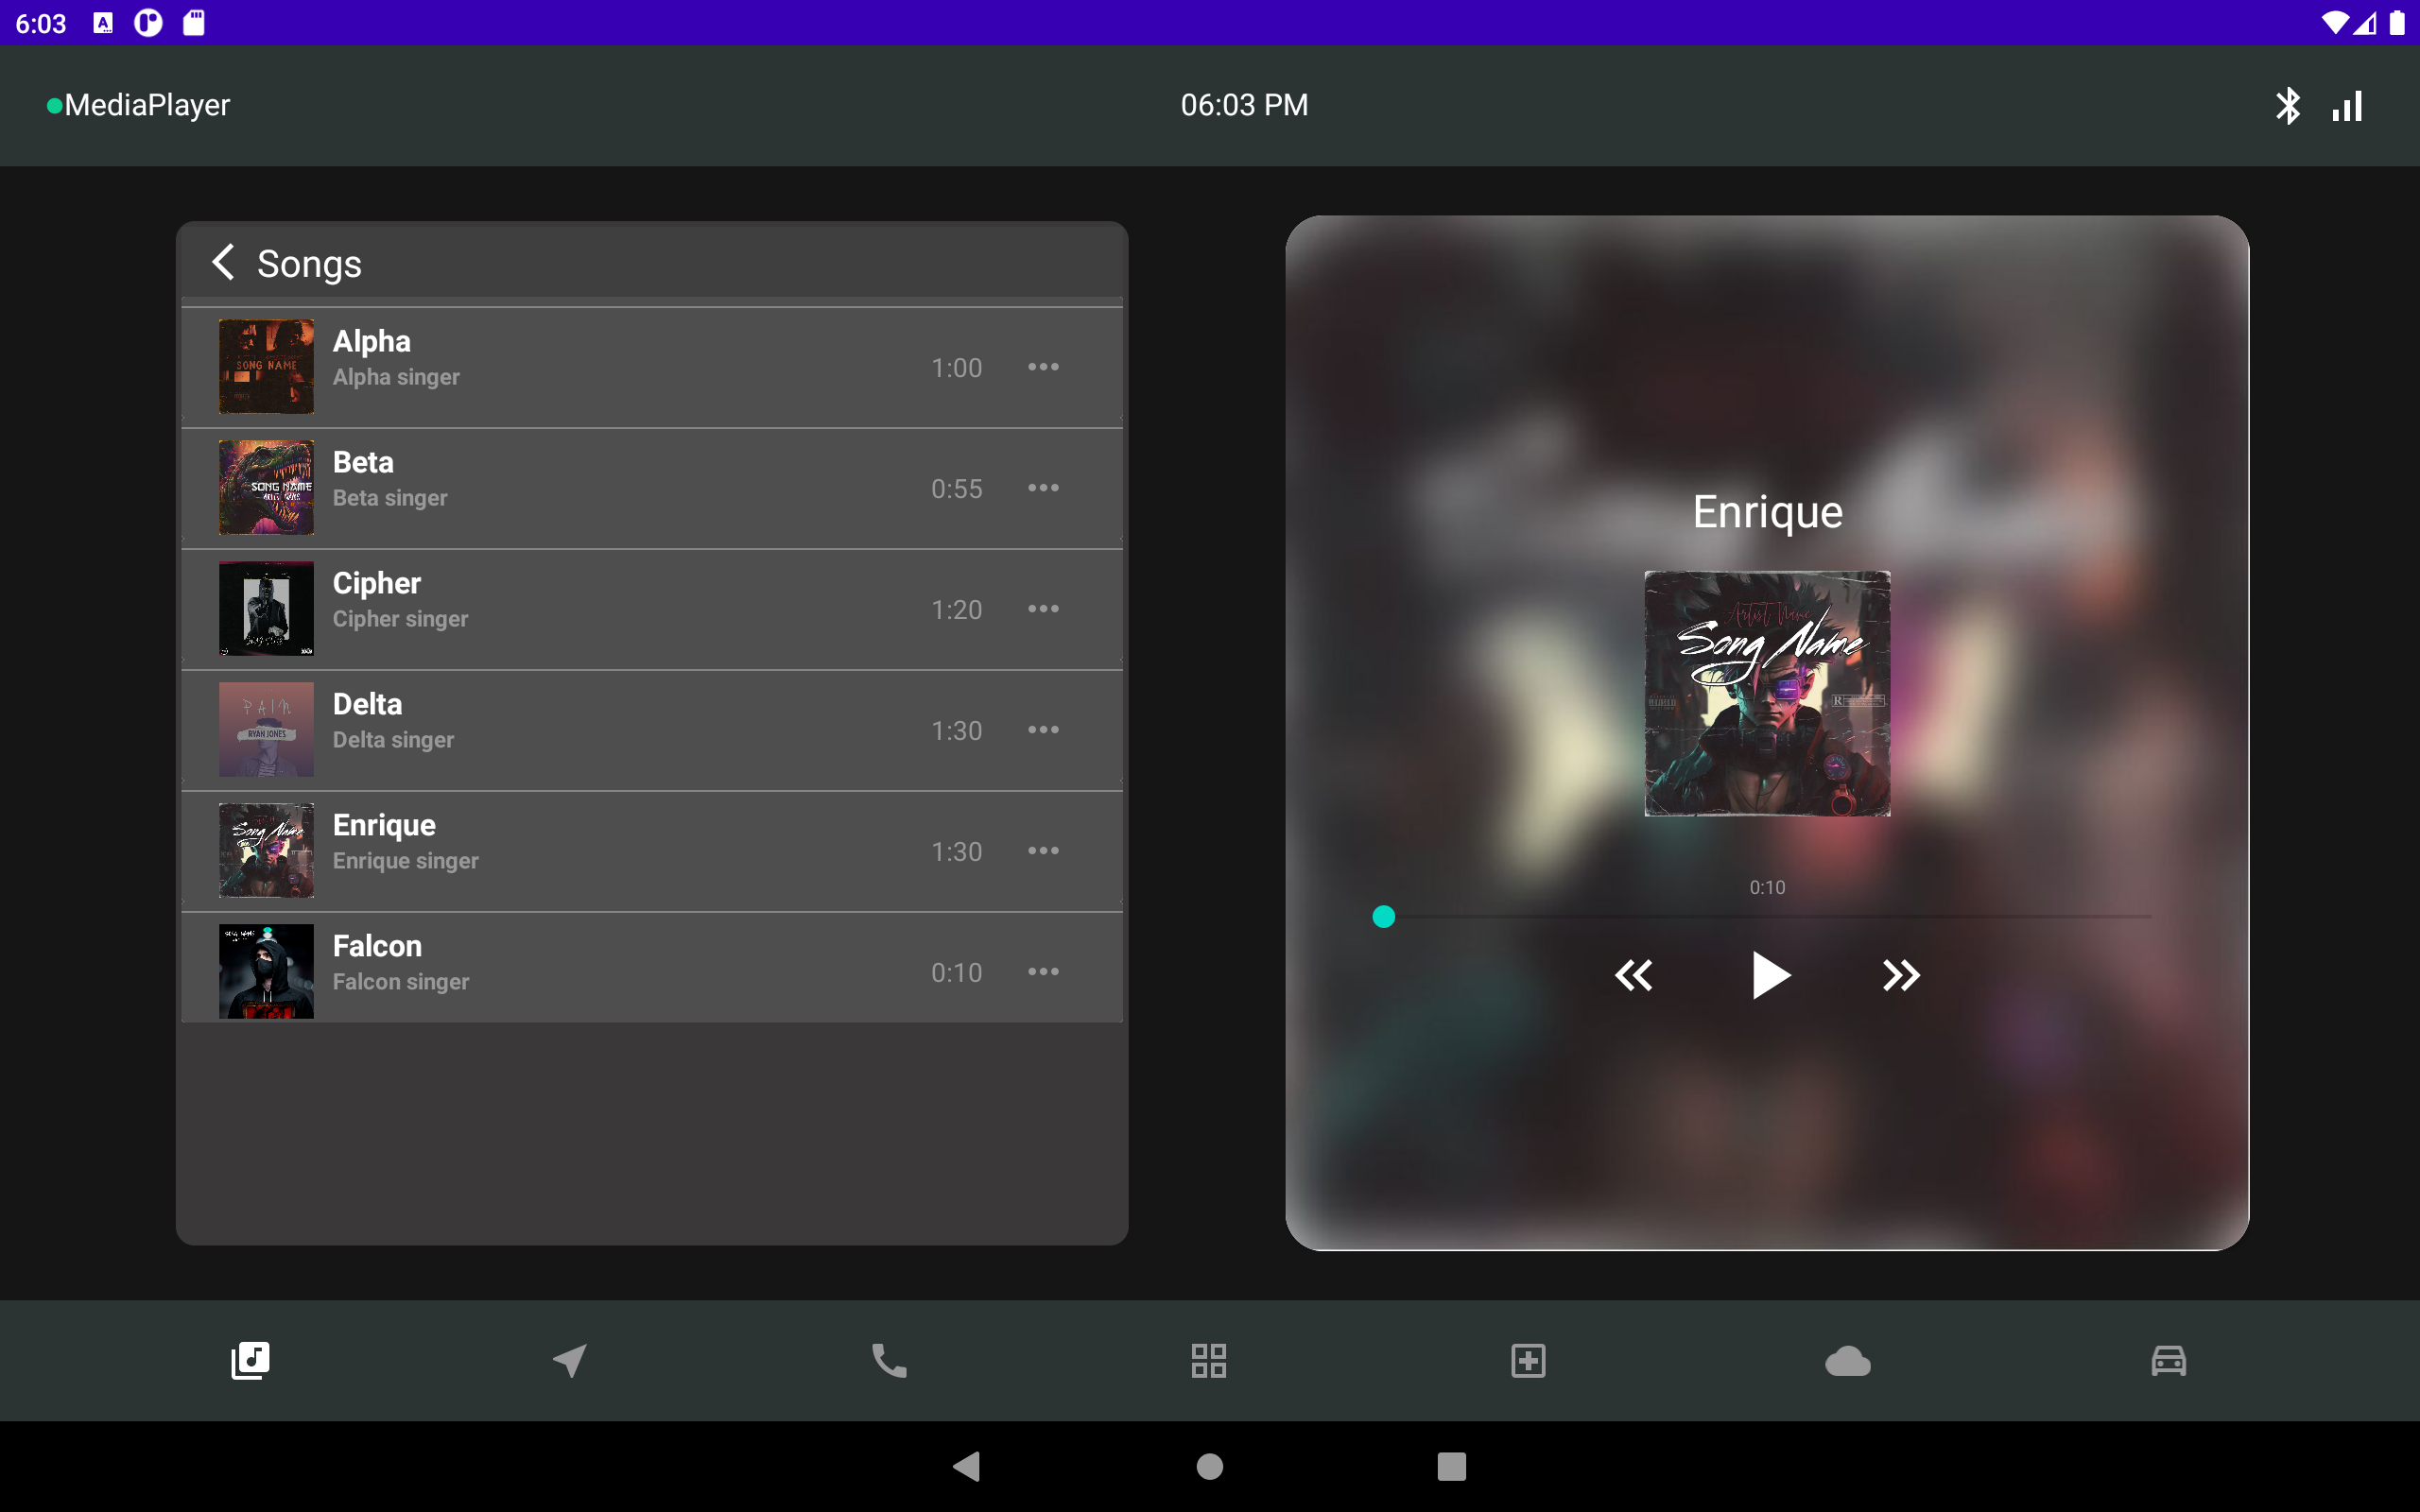 6:03
MediaPlayer
06:03 PM
Songs
SONG NAME
Alpha
Alpha singer
1:00
SONG NAME
Beta
Beta singer
0:55
Cipher
Cipher singer
1:20
PAIN
RYAN JONES
Delta
Delta singer
1:30
Song Name
Enrique
Enrique singer
1:30
Falcon
Falcon singer
0:10
Enrique
Artist Name
Song Name
0:10